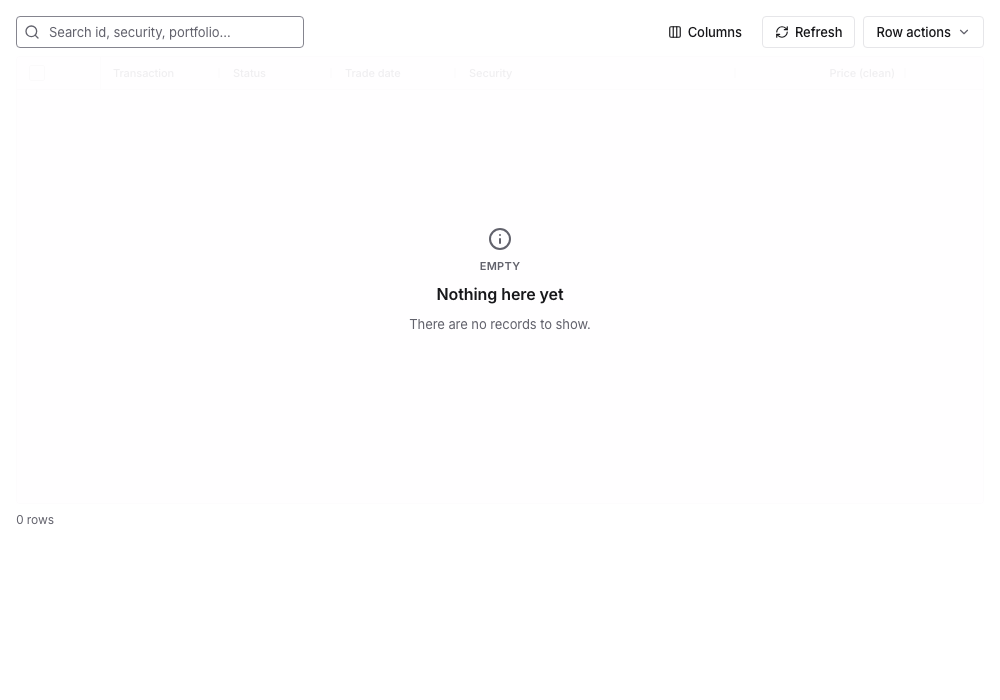 Search id, security, portfolio...
Columns
Refresh
Row actions
Transaction
Status
Trade date
Security
Price (clean)
EMPTY
Nothing here yet
There are no records to show.
0 rows